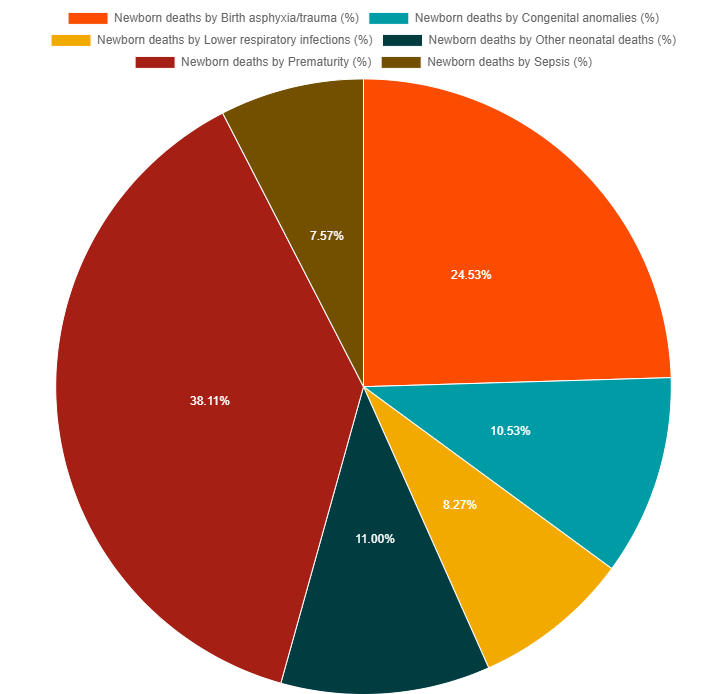 Newborn deaths by Birth asphyxia/trauma (%) Newborn deaths by Congenital anomalies (%)
Newborn deaths by Lower respiratory infections (%) Newborn deaths by Other neonatal deaths (%)
Newborn deaths by Prematurity (%) Newborn deaths by Sepsis (%)
7.57%
24.53%
38.11%
10.53%
8.27%
11.00%